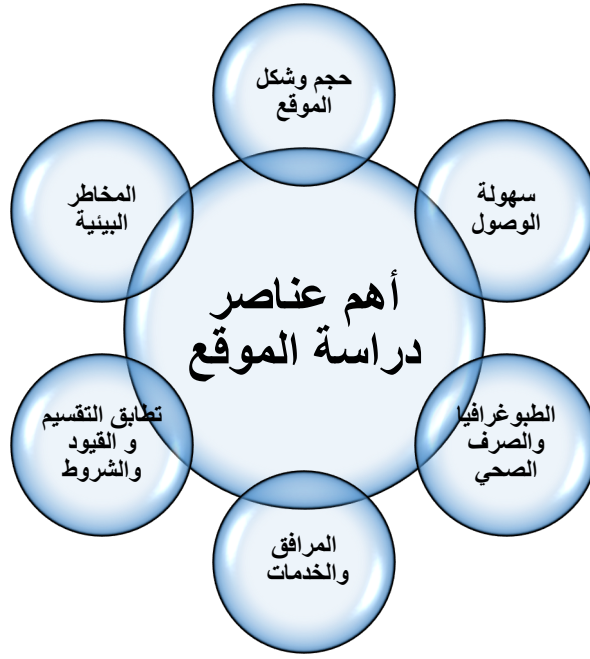 أهم عناصر
دراسة الموقع
حجم وشكل
الموقع
سهولة
الوصول
الطبوغرافيا
والصرف
الصحي
المرافق
والخدمات
تطابق التقسيم
و القيود
والشروط
المخاطر
البيئية